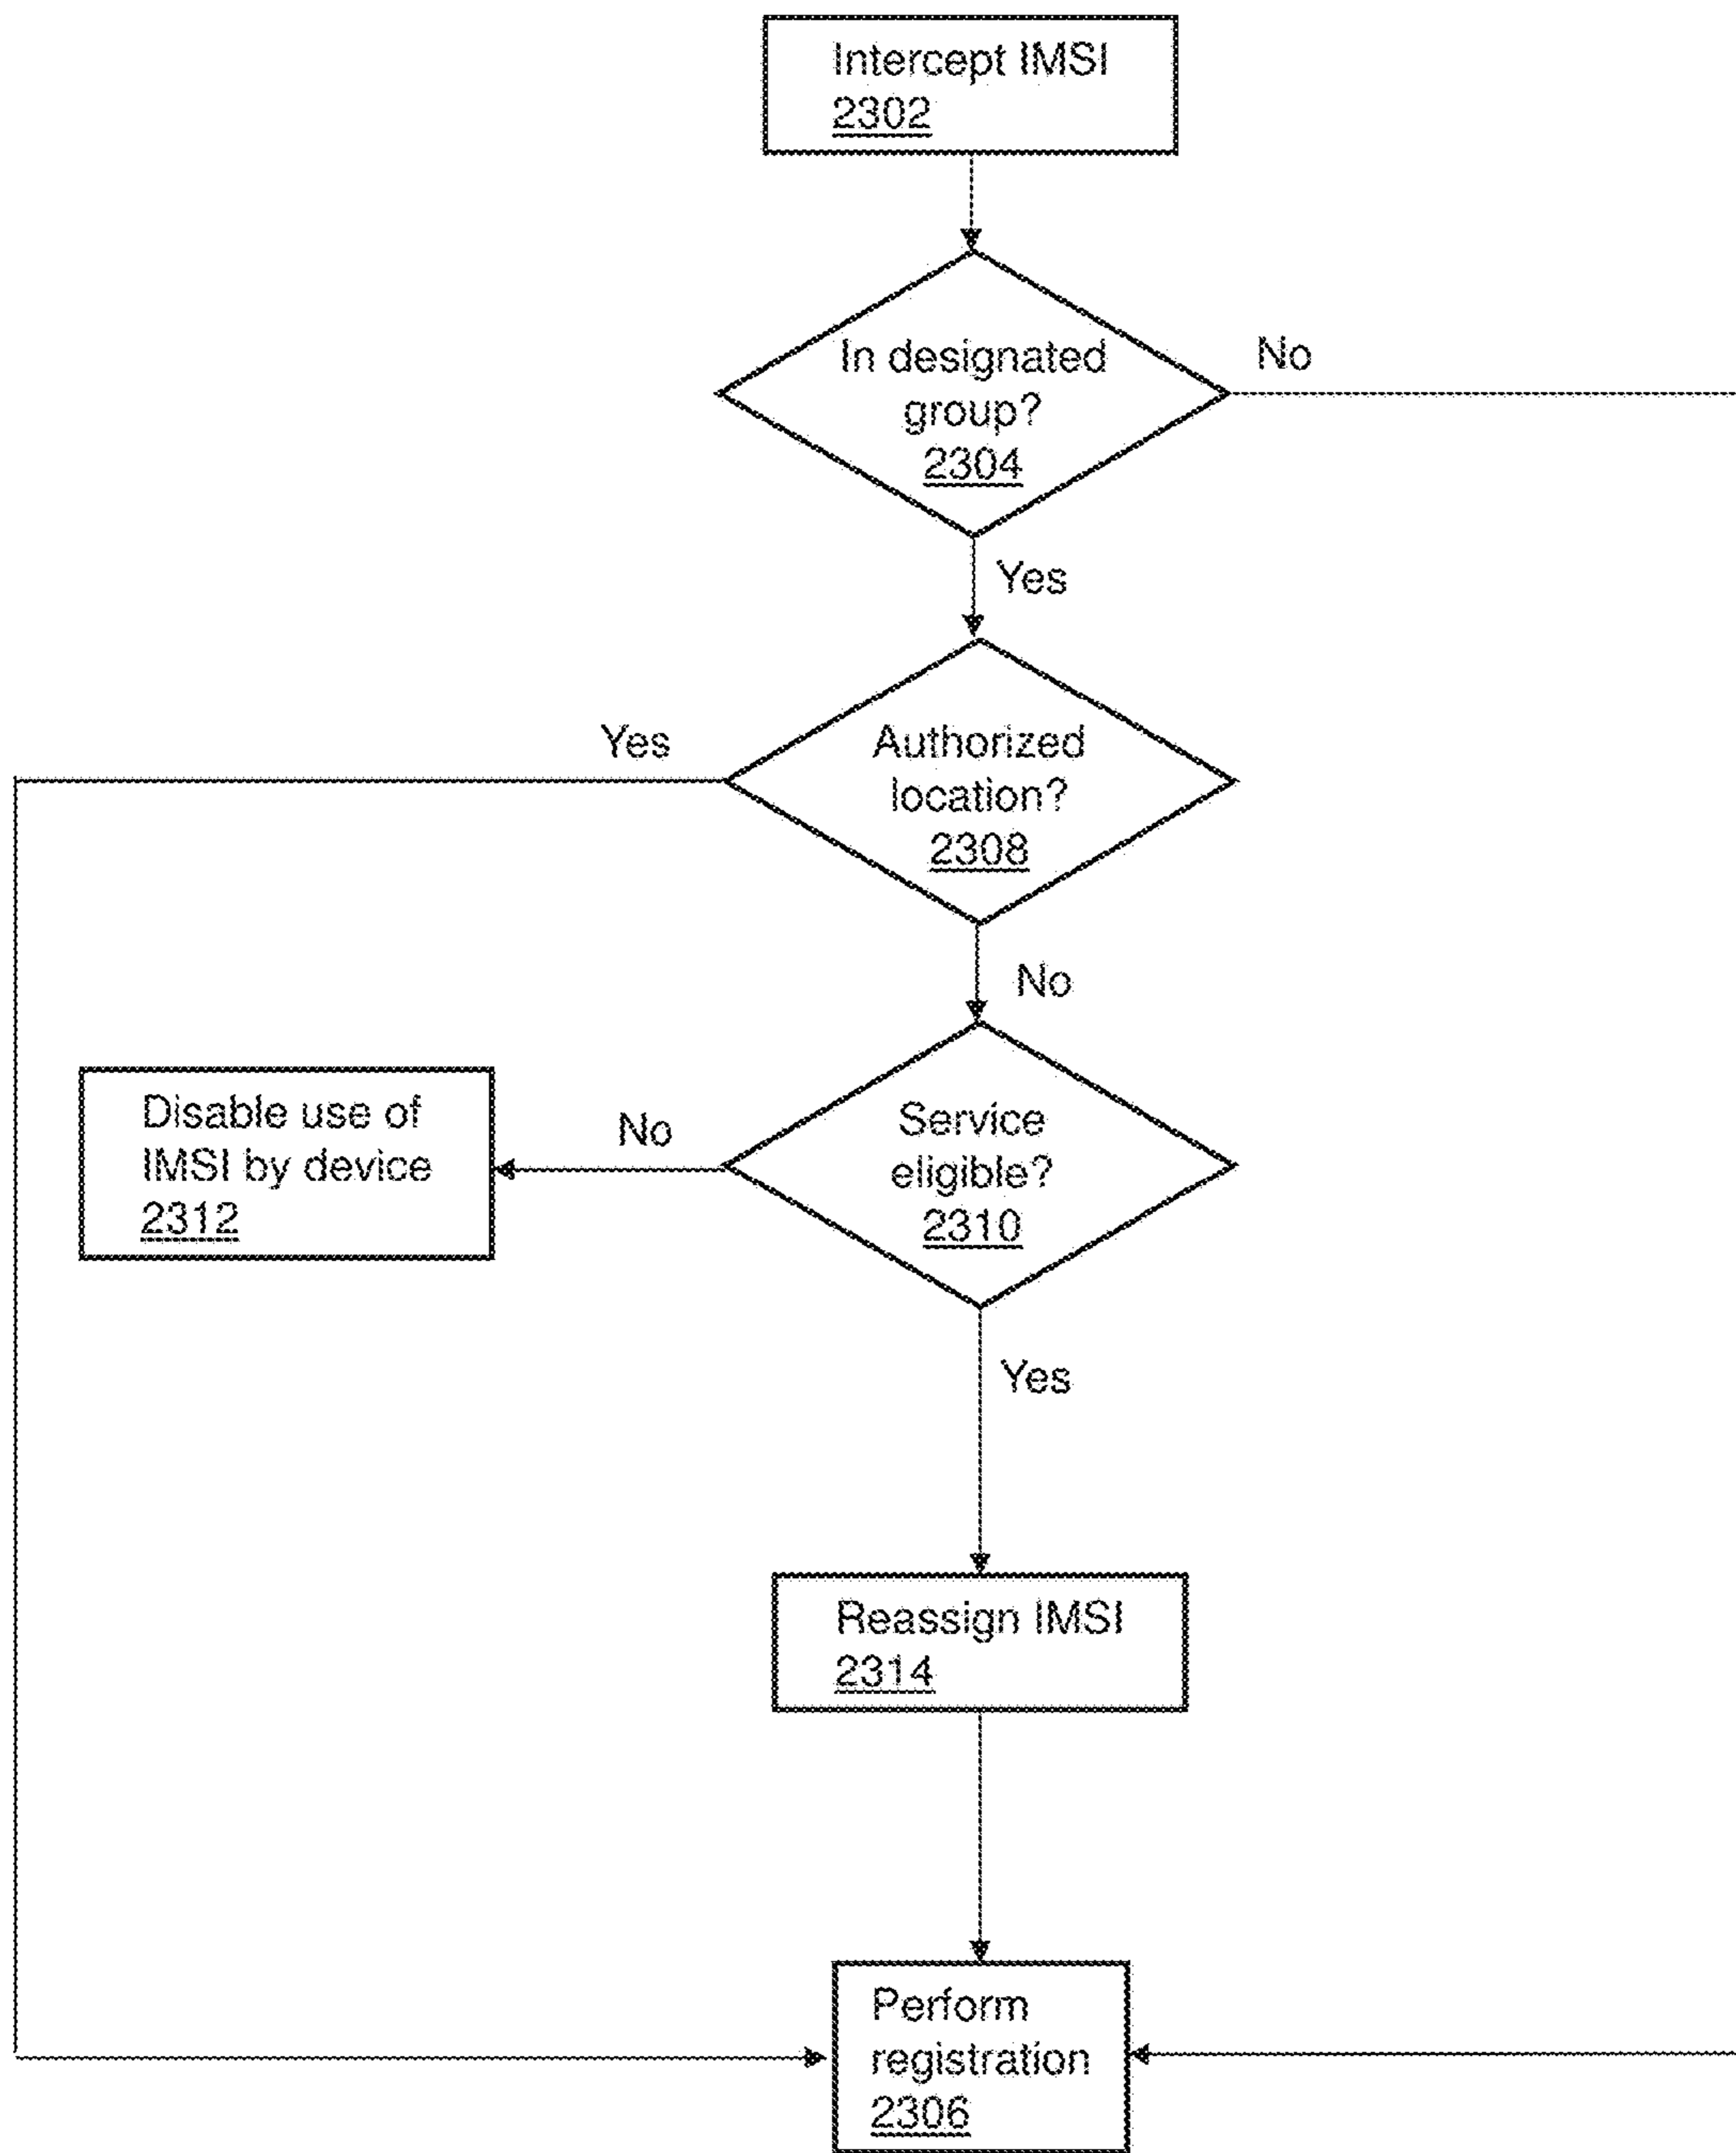 Intercept IMSI
2302
In designated
group?
2304
No
Yes
Authorized
location?
2308
Yes
No
Service
eligible?
2310
No
Disable use of
IMSI by device
2312
Yes
Reassign IMSI
2314
Perform
registration
2306